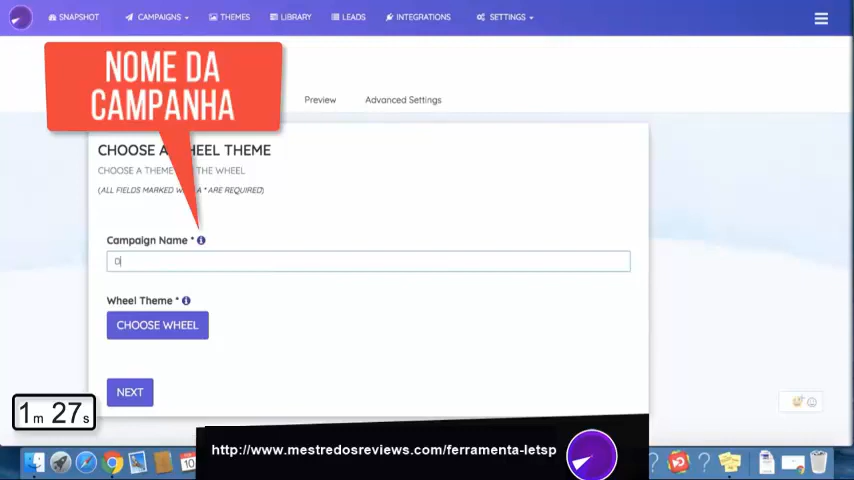 SNAPSHOT CAMPAIGNS THEMES LIBRARY LEADS INTEGRATIONS SETTINGS
NOME DA
CAMPANHA
Preview Advanced Settings
CHOOSE A WHEEL THEME
CHOOSE A THEME THE WHEEL
(ALL FIELDS MARKED A * ARE REQUIRED)
Campaign Name *
D
Wheel Theme *
CHOOSE WHEEL
NEXT
1m 27s
http://www.mestredosreviews.com/ferramenta-letsp
10